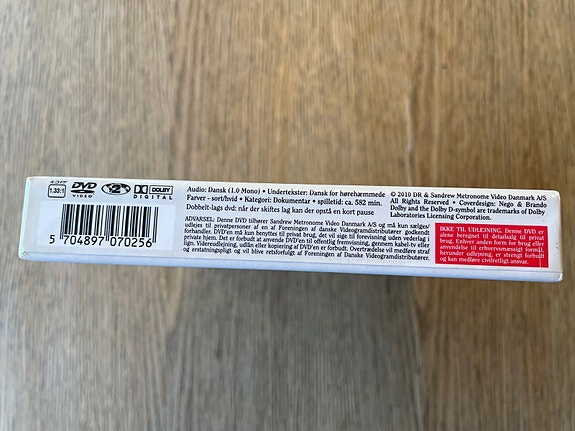 4:3 FF
1.33:1
DVD
VIDEO
2
DOLBY
DIGITAL
5 704897 070256
Audio: Dansk (1.0 Mono) • Undertekster: Dansk for hørehæmmede
Farver - sort/hvid • Kategori: Dokumentar • spilletid: ca. 582 min.
Dobbelt-lags dvd: når der skiftes lag kan der opstå en kort pause
ADVARSEL: Denne DVD tilhører Sandrew Metronome Video Danmark A/S og må kun sælges/
udlejes til privatpersoner af en af Foreningen af danske Videogramdistributører godkendt
forhandler. DVD'en må kun benyttes til privat brug, det vil sige til forevisning uden vederlag i
private hjem. Det er forbudt at anvende DVD'en til offentlig fremvisning, gennem kabel-tv eller
lign. Videreudlejning, udlån eller bytning af DVD'en er forbudt. Overtrædelse vil medføre straf
og erstatningspligt og vil blive retsforfulgt af Foreningen af Danske Videogramdistributører.
© 2010 DR & Sandrew Metronome Video Danmark A/S
All Rights Reserved • Coverdesign: Nego & Brando
Dolby and the Dolby D-symbol are trademarks of Dolby
Laboratories Licensing Corporation.
IKKE TIL UDLEJNING. Denne DVD er
alene beregnet til detailsalg til privat
brug. Enhver anden form for brug eller
anvendelse til erhvervsmæssigt formål,
herunder udlejning, er strengt forbudt
og kan medføre civilretligt ansvar.